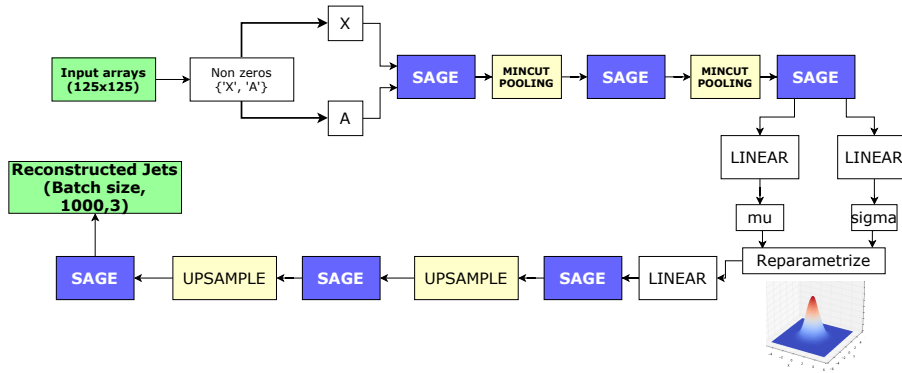 Input arrays
(125x125)
Non zeros
{'X', 'A'}
X
A
SAGE
MINCUT
POOLING
SAGE
MINCUT
POOLING
SAGE
LINEAR
LINEAR
mu
sigma
Reparametrize
LINEAR
SAGE
UPSAMPLE
SAGE
UPSAMPLE
SAGE
Reconstructed Jets
(Batch size,
1000,3)